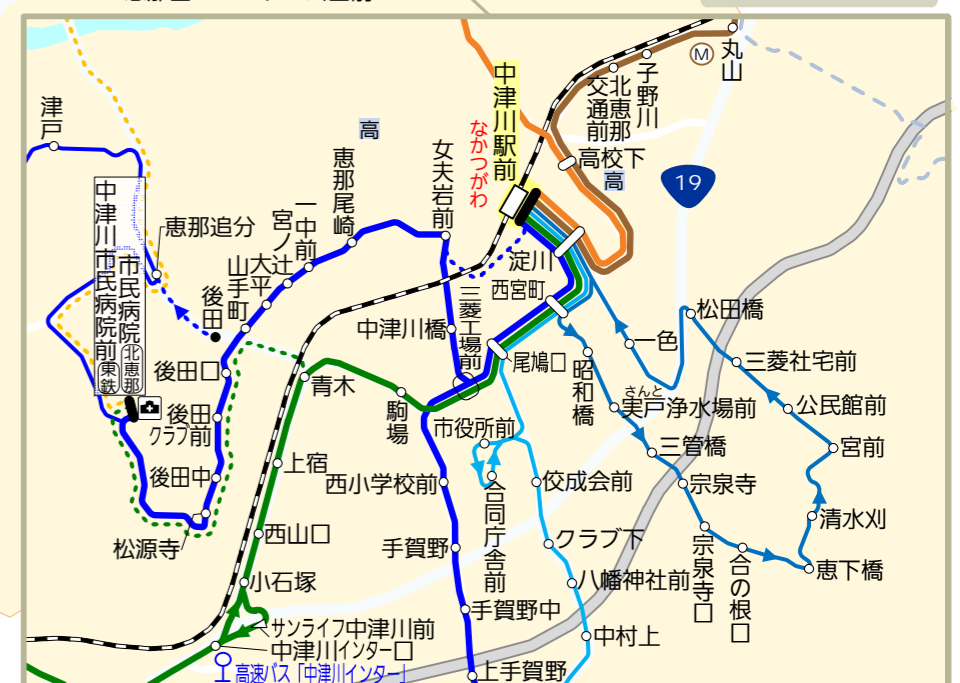 丸山
M
子野川
北恵那
交通前
高校下
高
19
中津川駅前
なかつがわ
女夫岩前
高
恵那尾崎
一中前
宮ノ辻
大平
山手町
津戸
恵那追分
後田
中津川市民病院前
東鉄
市民病院
北恵那
後田口
後田
クラブ前
後田中
松源寺
淀川
西宮町
三菱工場前
中津川橋
尾鳩口
昭和橋
一色
松田橋
三菱社宅前
公民館前
宮前
清水刈
恵下橋
合の根口
宗泉寺口
宗泉寺
三管橋
さんと
実戸浄水場前
青木
駒場
市役所前
合同庁舎前
佼成会前
クラブ下
八幡神社前
中村上
西小学校前
手賀野
手賀野中
上手賀野
上宿
西山口
小石塚
サンライフ中津川前
中津川インター口
高速バス「中津川インター」